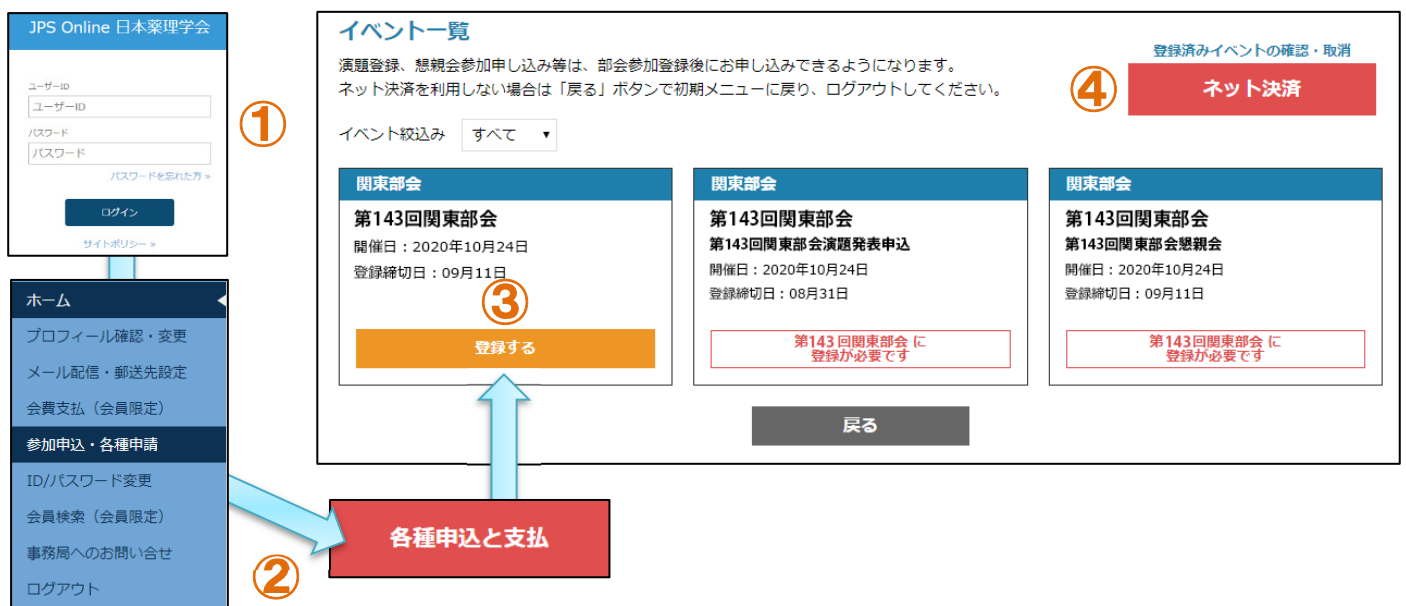 JPS Online 日本薬理学会
ユーザーID
ユーザーID
パスワード
パスワード
パスワードを忘れた方 »
ログイン
サイトポリシー »
①
ホーム
プロフィール確認・変更
メール配信・郵送先設定
会費支払（会員限定）
参加申込・各種申請
ID/パスワード変更
会員検索（会員限定）
事務局へのお問い合せ
ログアウト
②
各種申込と支払
イベント一覧
演題登録、懇親会参加申し込み等は、部会参加登録後にお申し込みできるようになります。
ネット決済を利用しない場合は「戻る」ボタンで初期メニューに戻り、ログアウトしてください。
登録済みイベントの確認・取消
④
ネット決済
イベント絞込み すべて
関東部会
第143回関東部会
開催日：2020年10月24日
登録締切日：09月11日
③
登録する
関東部会
第143回関東部会
第143回関東部会演題発表申込
開催日：2020年10月24日
登録締切日：08月31日
第143回関東部会 に
登録が必要です
関東部会
第143回関東部会
第143回関東部会懇親会
開催日：2020年10月24日
登録締切日：09月11日
第143回関東部会 に
登録が必要です
戻る